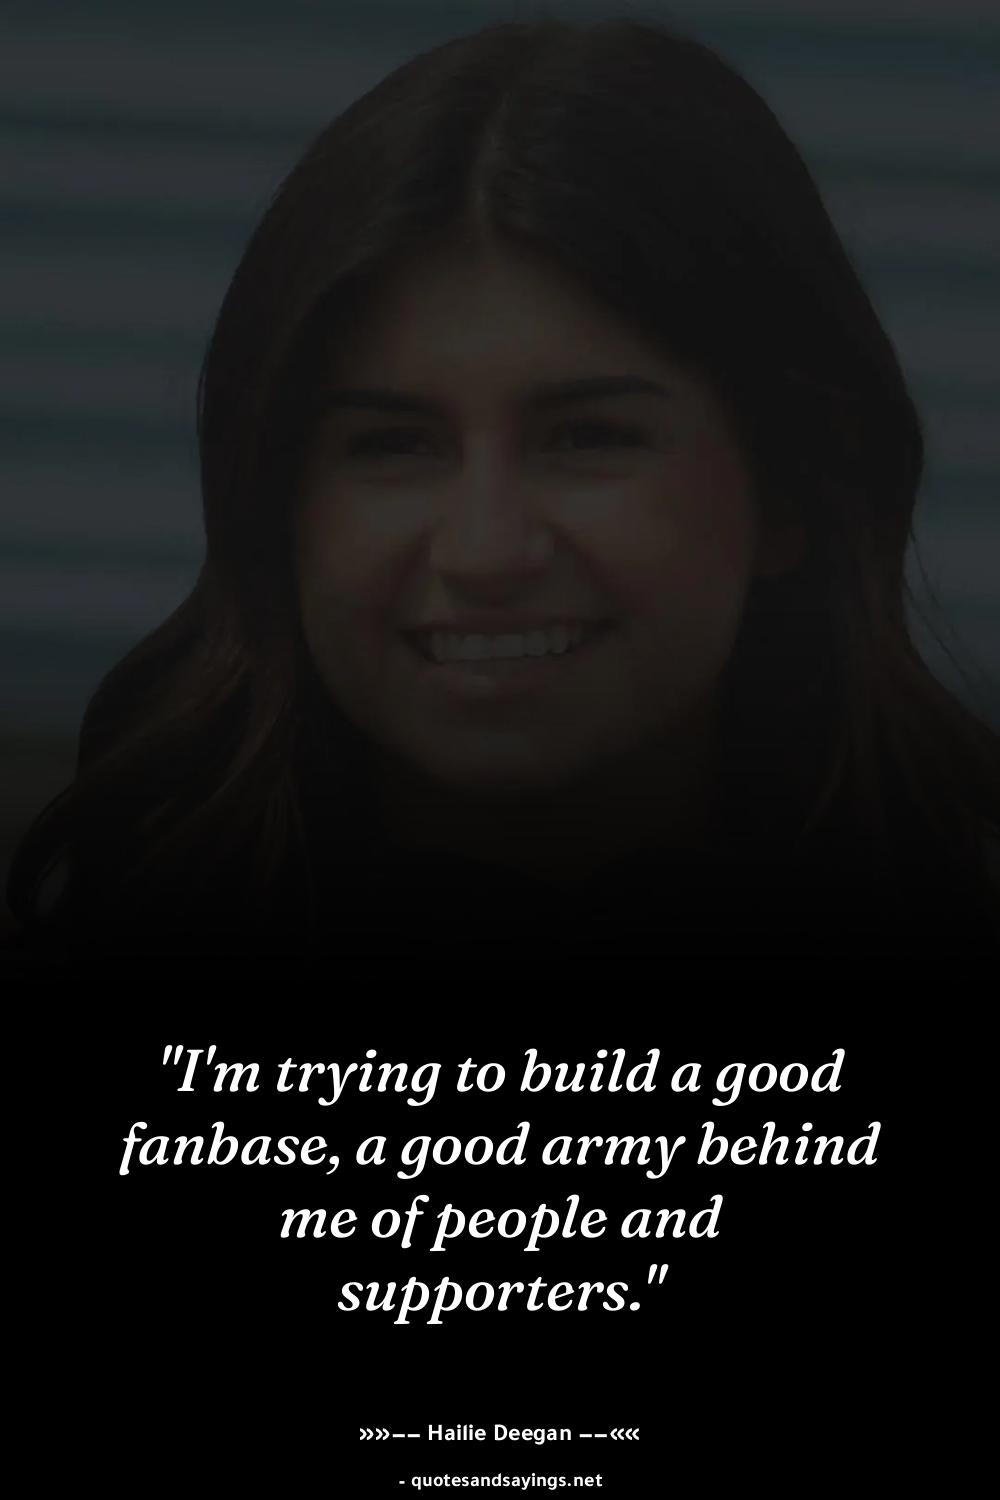 "I'm trying to build a good
fanbase, a good army behind
me of people and
supporters."
»»–– Hailie Deegan ––««
- quotesandsayings.net